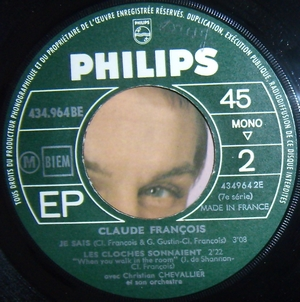 TOUS DROITS DU PRODUCTEUR PHONOGRAPHIQUE ET DU PROPRIÉTAIRE DE L'ŒUVRE ENREGISTRÉE RÉSERVÉS. DUPLICATION, EXÉCUTION PUBLIQUE, RADIODIFFUSION INTERDITES
PHILIPS
PHILIPS
434.964 BE
45
MONO
▽
2
M BIEM
434964 2E
(7e série)
EP
MADE IN FRANCE
CLAUDE FRANÇOIS
JE SAIS (Cl. François & G. Gustin-Cl. François) 3'08
LES CLOCHES SONNAIENT 2'22
"When you walk in the room" (J. de Shannon-
Cl. François)
avec Christian CHEVALLIER
et son orchestre